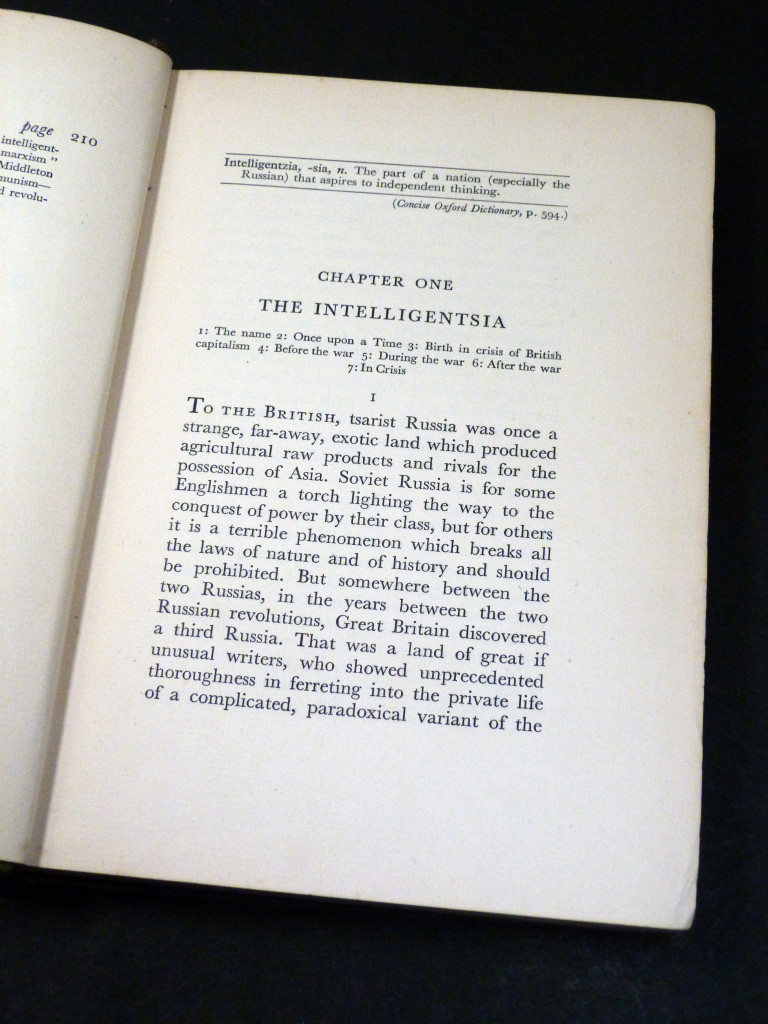 page 210
intelligent-
marxism"
Middleton
munism—
d revolu-
Intelligentzia, -sia, n. The part of a nation (especially the
Russian) that aspires to independent thinking.
(Concise Oxford Dictionary, p. 594.)
CHAPTER ONE
THE INTELLIGENTSIA
1: The name 2: Once upon a Time 3: Birth in crisis of British
capitalism 4: Before the war 5: During the war 6: After the war
7: In Crisis
I
TO THE BRITISH, tsarist Russia was once a
strange, far-away, exotic land which produced
agricultural raw products and rivals for the
possession of Asia. Soviet Russia is for some
Englishmen a torch lighting the way to the
conquest of power by their class, but for others
it is a terrible phenomenon which breaks all
the laws of nature and of history and should
be prohibited. But somewhere between the
two Russias, in the years between the two
Russian revolutions, Great Britain discovered
a third Russia. That was a land of great if
unusual writers, who showed unprecedented
thoroughness in ferreting into the private life
of a complicated, paradoxical variant of the